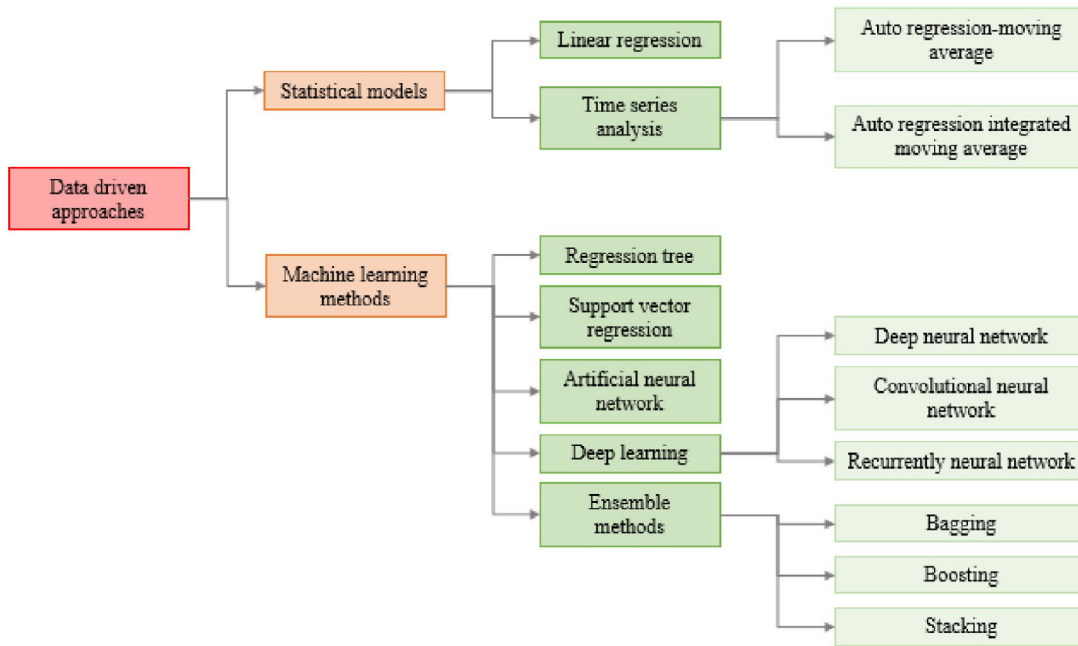 Data driven
approaches
Statistical models
Linear regression
Time series
analysis
Auto regression-moving
average
Auto regression integrated
moving average
Machine learning
methods
Regression tree
Support vector
regression
Artificial neural
network
Deep learning
Deep neural network
Convolutional neural
network
Recurrently neural network
Ensemble
methods
Bagging
Boosting
Stacking